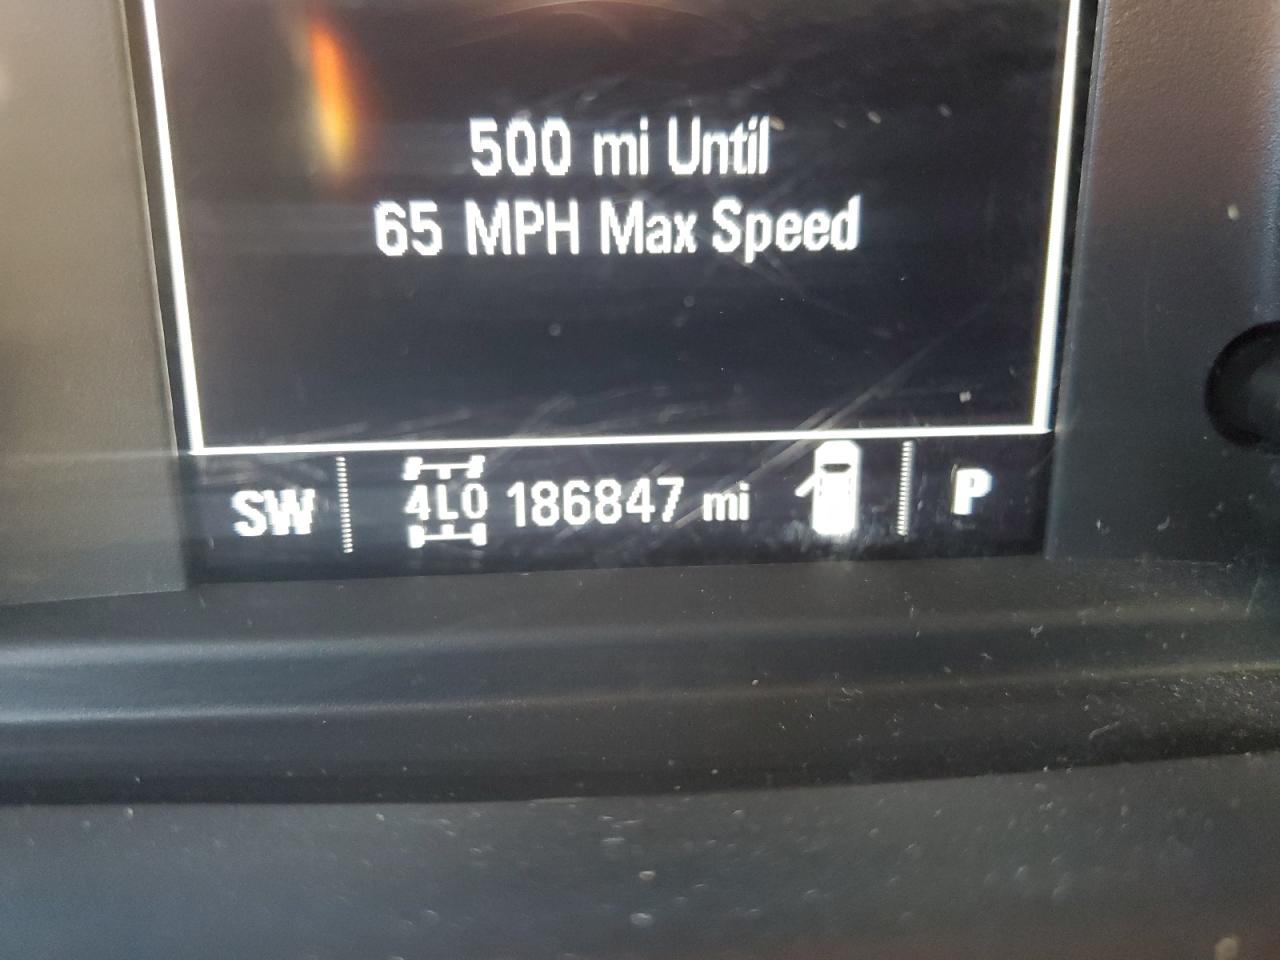 500 mi Until
65 MPH Max Speed
SW 4LO 186847 mi P